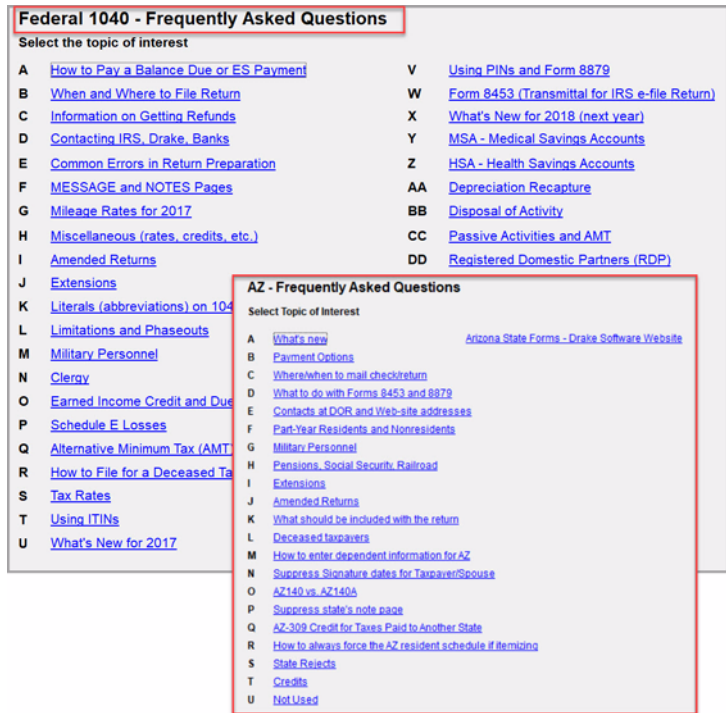 Federal 1040 - Frequently Asked Questions
Select the topic of interest
A How to Pay a Balance Due or ES Payment
B When and Where to File Return
C Information on Getting Refunds
D Contacting IRS, Drake, Banks
E Common Errors in Return Preparation
F MESSAGE and NOTES Pages
G Mileage Rates for 2017
H Miscellaneous (rates, credits, etc.)
I Amended Returns
J Extensions
K Literals (abbreviations) on 104
L Limitations and Phaseouts
M Military Personnel
N Clergy
O Earned Income Credit and Due
P Schedule E Losses
Q Alternative Minimum Tax (AMT)
R How to File for a Deceased Ta
S Tax Rates
T Using ITINs
U What's New for 2017
V Using PINs and Form 8879
W Form 8453 (Transmittal for IRS e-file Return)
X What's New for 2018 (next year)
Y MSA - Medical Savings Accounts
Z HSA - Health Savings Accounts
AA Depreciation Recapture
BB Disposal of Activity
CC Passive Activities and AMT
DD Registered Domestic Partners (RDP)
AZ - Frequently Asked Questions
Select Topic of Interest
A What's new
B Payment Options
C Where/when to mail check/return
D What to do with Forms 8453 and 8879
E Contacts at DOR and Web-site addresses
F Part-Year Residents and Nonresidents
G Military Personnel
H Pensions, Social Security, Railroad
I Extensions
J Amended Returns
K What should be included with the return
L Deceased taxpayers
M How to enter dependent information for AZ
N Suppress Signature dates for Taxpayer/Spouse
O AZ140 vs. AZ140A
P Suppress state's note page
Q AZ-309 Credit for Taxes Paid to Another State
R How to always force the AZ resident schedule if itemizing
S State Rejects
T Credits
U Not Used
Arizona State Forms - Drake Software Website